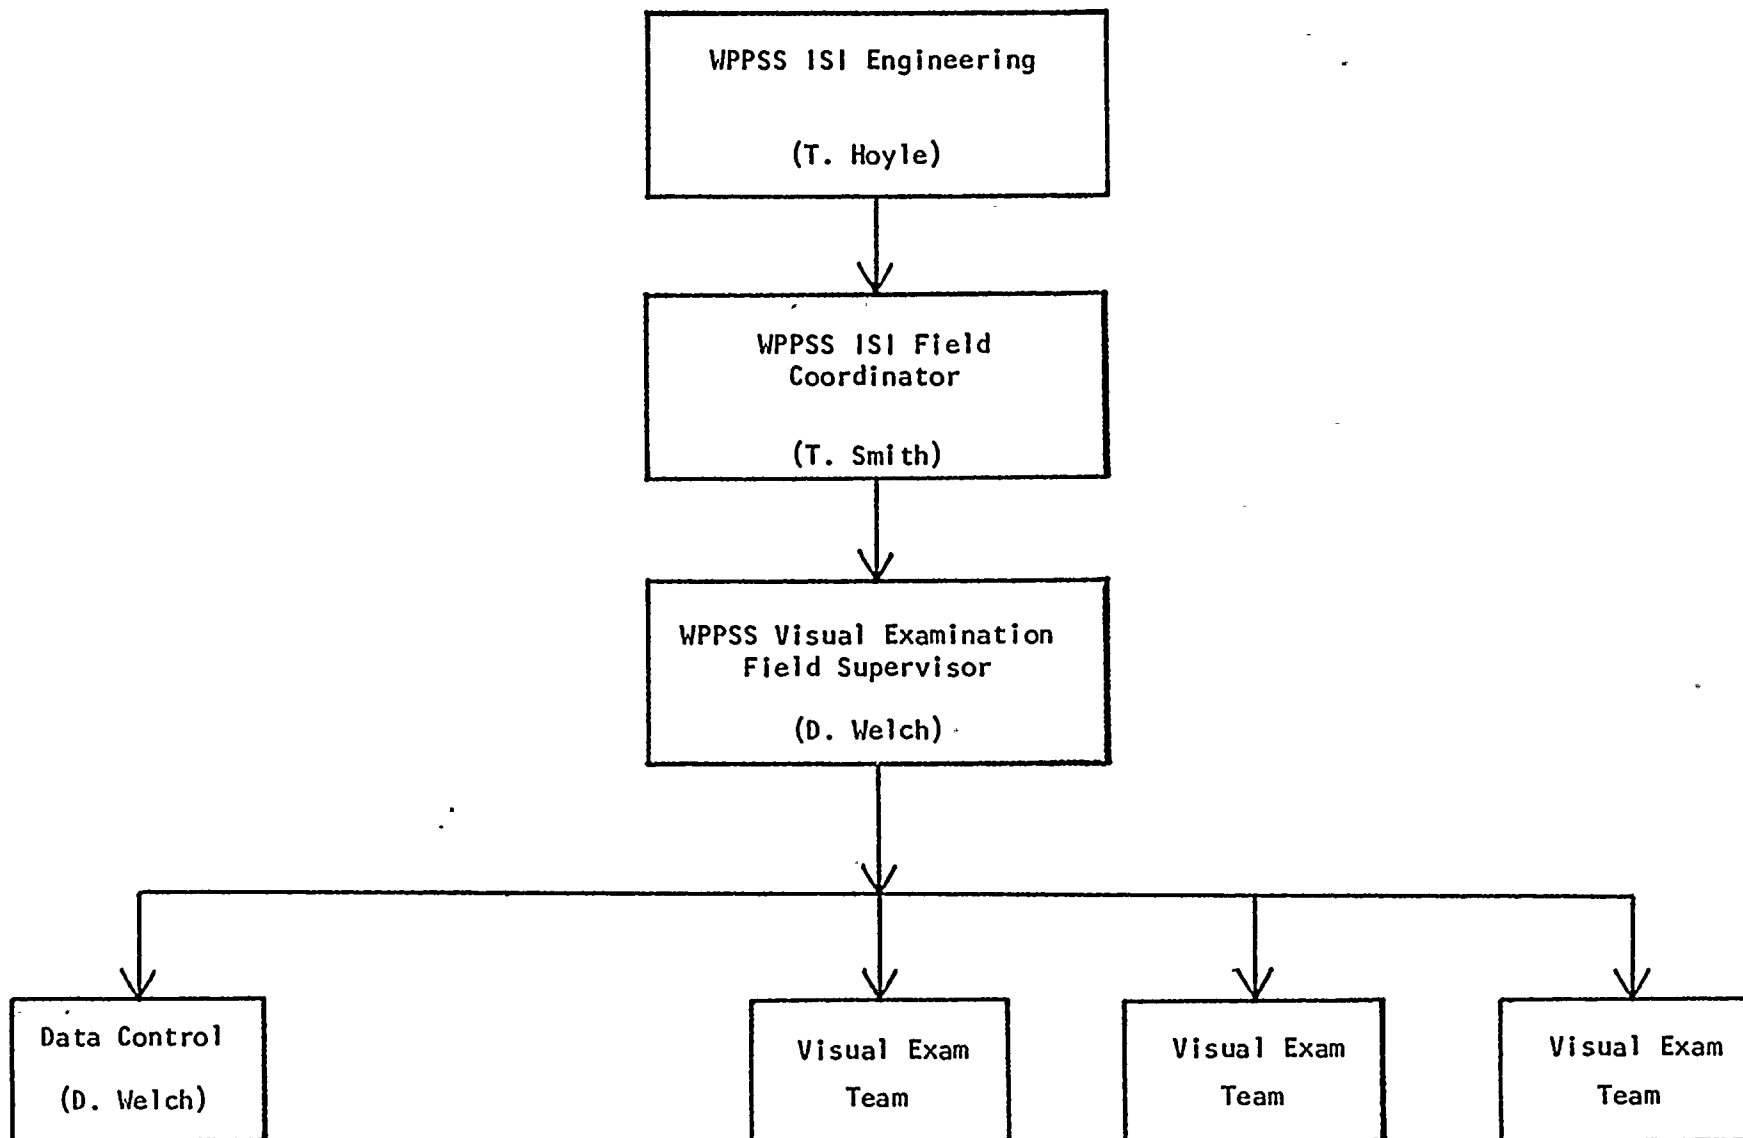 WPPSS ISI Engineering
(T. Hoyle)
WPPSS ISI Field
Coordinator
(T. Smith)
WPPSS Visual Examination
Field Supervisor
(D. Welch)
Data Control
(D. Welch)
Visual Exam
Team
Visual Exam
Team
Visual Exam
Team